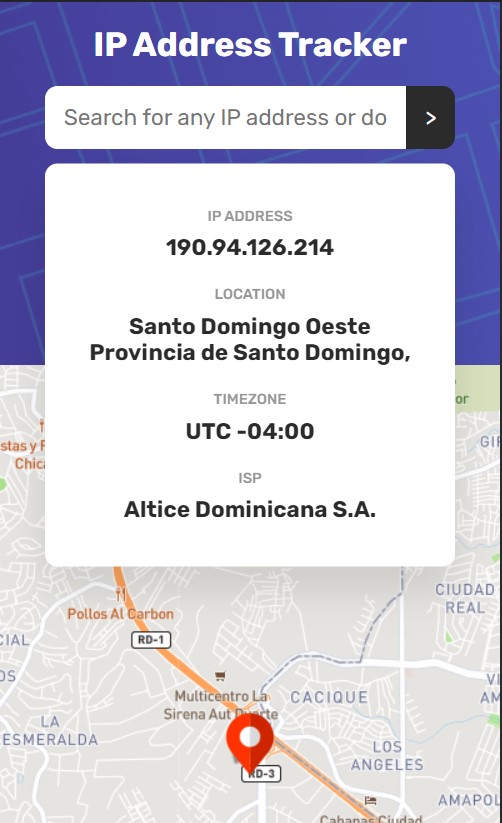 IP Address Tracker
Search for any IP address or do
>
IP ADDRESS
190.94.126.214
LOCATION
Santo Domingo Oeste
Provincia de Santo Domingo,
TIMEZONE
UTC -04:00
ISP
Altice Dominicana S.A.
or
stas y F
Chica
GIF
Pollos Al Carbon
CIUDAD
REAL
RD-1
CIAL
OS
Multicentro La
Sirena Aut Duarte
CACIQUE
VI
AM
LA
ESMERALDA
LOS
ANGELES
RD-3
AMAPOL
Cabanas Ciudad